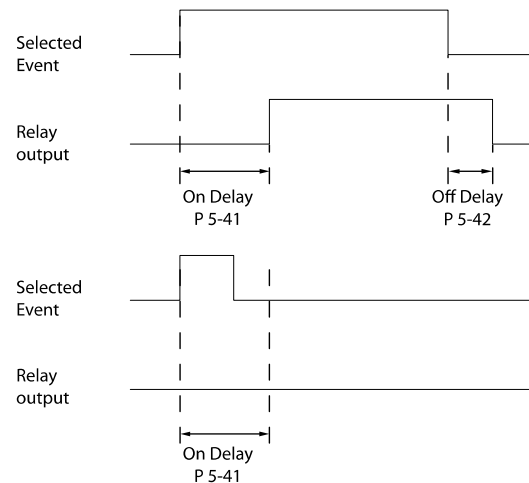 Selected
Event
Relay
output
On Delay
P 5-41
Off Delay
P 5-42
Selected
Event
Relay
output
On Delay
P 5-41